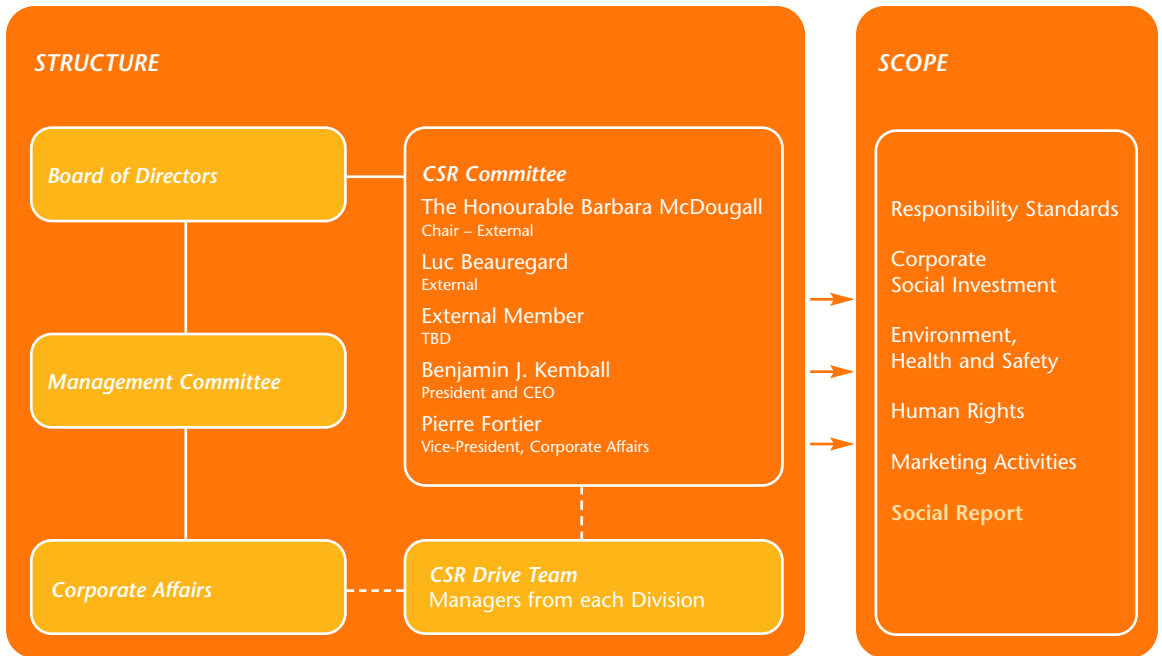 STRUCTURE
Board of Directors
Management Committee
Corporate Affairs
CSR Committee
The Honourable Barbara McDougall
Chair – External
Luc Beauregard
External
External Member
TBD
Benjamin J. Kemball
President and CEO
Pierre Fortier
Vice-President, Corporate Affairs
CSR Drive Team
Managers from each Division
SCOPE
Responsibility Standards
Corporate
Social Investment
Environment,
Health and Safety
Human Rights
Marketing Activities
Social Report